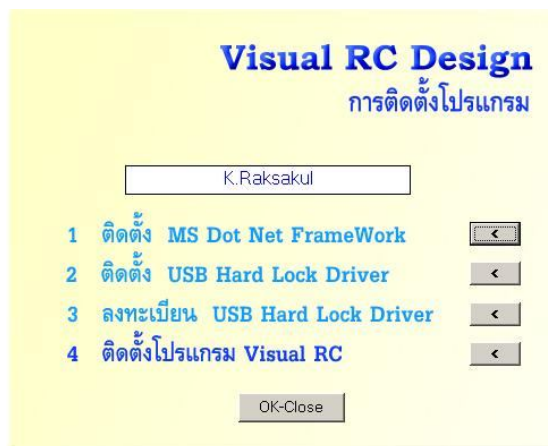 Visual RC Design
การติดตั้งโปรแกรม
K.Raksakul
1 ติดตั้ง MS Dot Net FrameWork <
2 ติดตั้ง USB Hard Lock Driver <
3 ลงทะเบียน USB Hard Lock Driver <
4 ติดตั้งโปรแกรม Visual RC <
OK-Close